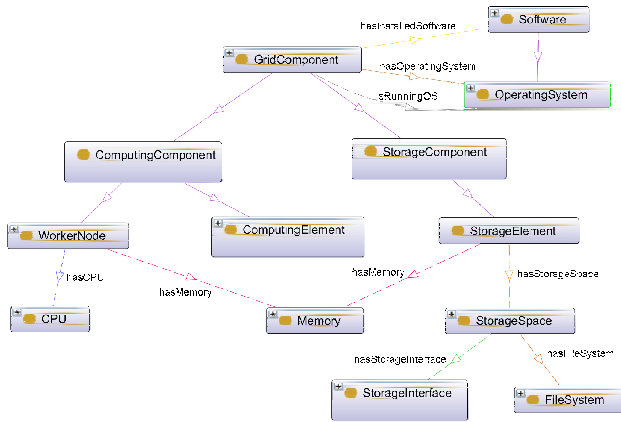 Software
hasInstalledSoftware
GridComponent
hasOperatingSystem
isRunningOS
OperatingSystem
ComputingComponent
StorageComponent
WorkerNode
ComputingElement
StorageElement
hasCPU
hasMemory
hasMemory
hasStorageSpace
CPU
Memory
StorageSpace
hasStorageInterface
hasFileSystem
StorageInterface
FileSystem